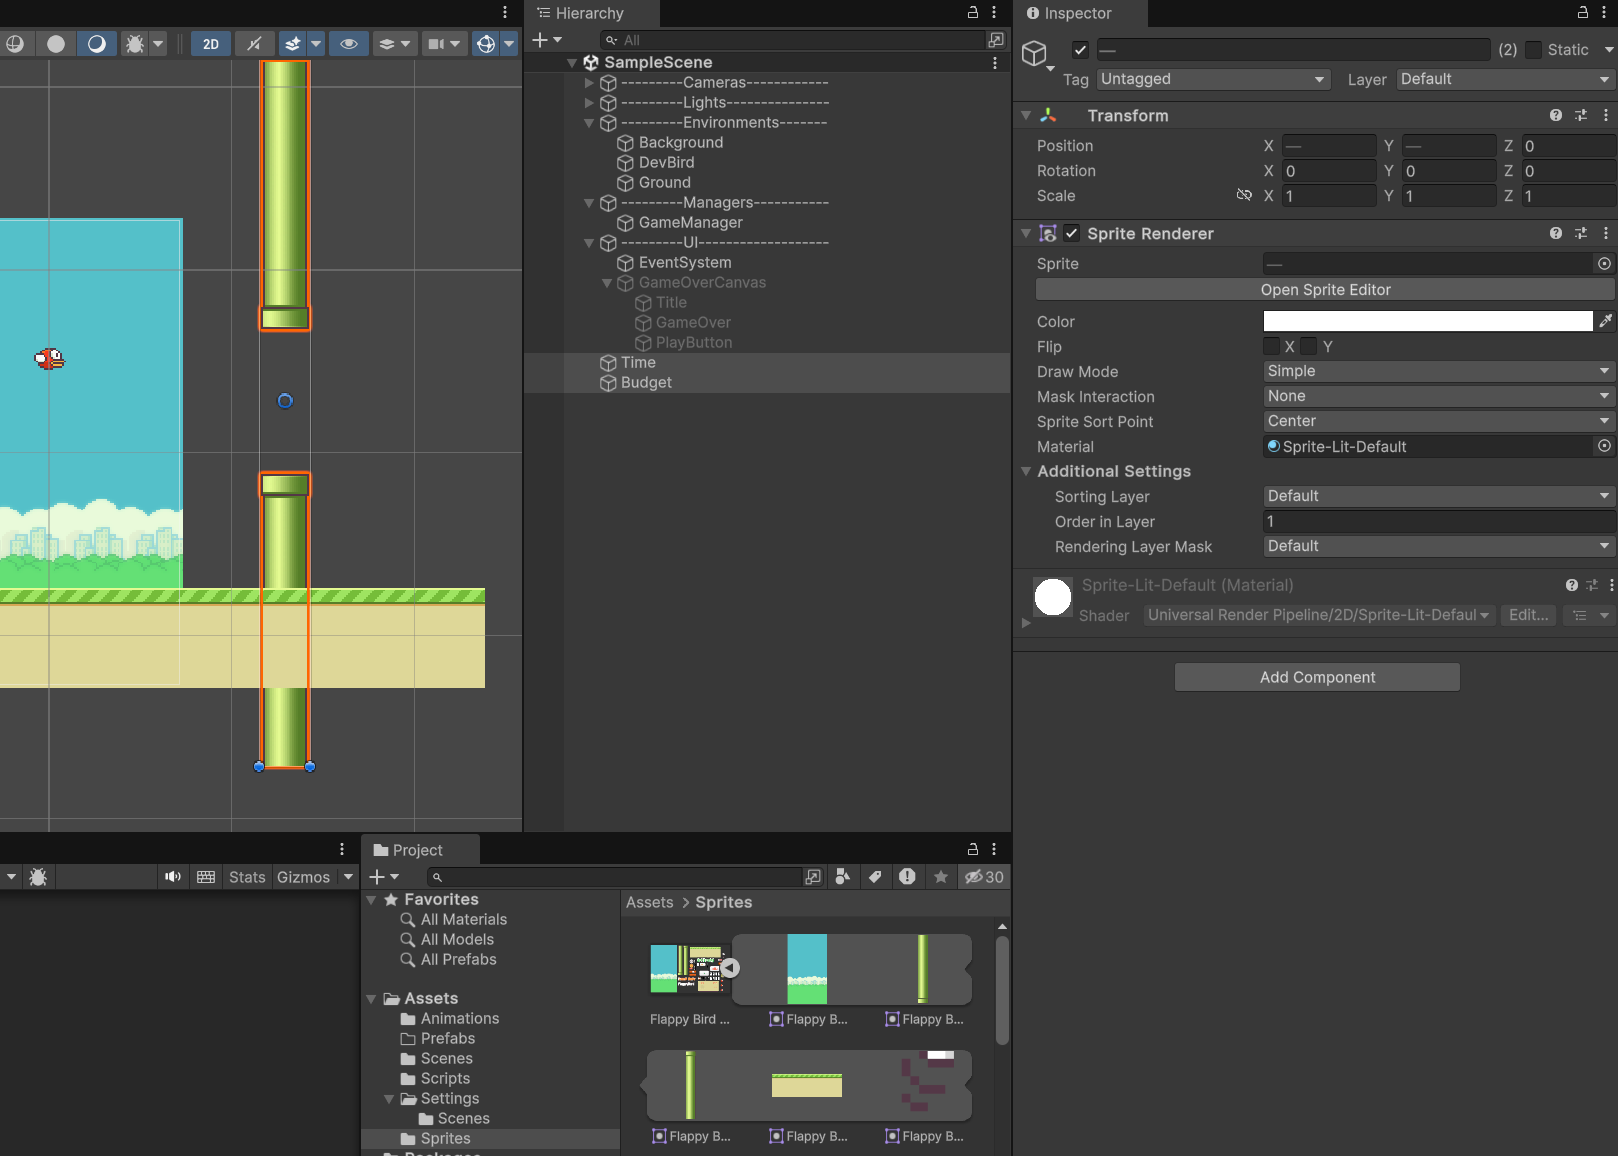 Hierarchy
Inspector
2D
All
(2)
Static
SampleScene
Tag
Untagged
Layer
Default
---------Cameras------------
---------Lights---------------
Transform
---------Environments-------
Background
Position
X
—
Y
—
Z
0
DevBird
Rotation
X
0
Y
0
Z
0
Ground
Scale
X
1
Y
1
Z
1
---------Managers-----------
GameManager
Sprite Renderer
---------UI-------------------
EventSystem
Sprite
—
GameOverCanvas
Open Sprite Editor
Title
GameOver
Color
PlayButton
Flip
X
Y
Time
Draw Mode
Simple
Budget
Mask Interaction
None
Sprite Sort Point
Center
Material
Sprite-Lit-Default
Additional Settings
Sorting Layer
Default
Order in Layer
1
Rendering Layer Mask
Default
Sprite-Lit-Default (Material)
Shader
Universal Render Pipeline/2D/Sprite-Lit-Defaul
Edit...
Add Component
Project
Stats
Gizmos
30
Favorites
Assets > Sprites
All Materials
All Models
All Prefabs
Assets
Animations
Flappy Bird ...
Flappy B...
Flappy B...
Prefabs
Scenes
Scripts
Settings
Scenes
Sprites
Flappy B...
Flappy B...
Flappy B...